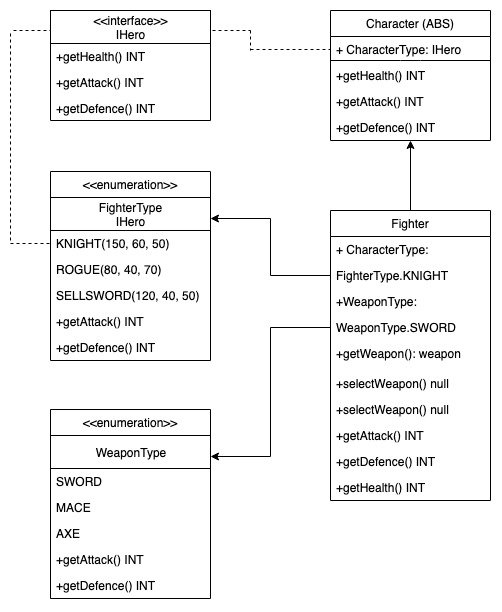 <<interface>>
IHero
+getHealth() INT
+getAttack() INT
+getDefence() INT
Character (ABS)
+ CharacterType: IHero
+getHealth() INT
+getAttack() INT
+getDefence() INT
<<enumeration>>
FighterType
IHero
KNIGHT(150, 60, 50)
ROGUE(80, 40, 70)
SELLSWORD(120, 40, 50)
+getAttack() INT
+getDefence() INT
Fighter
+ CharacterType:
FighterType.KNIGHT
+WeaponType:
WeaponType.SWORD
+getWeapon(): weapon
+selectWeapon() null
+selectWeapon() null
+getAttack() INT
+getDefence() INT
+getHealth() INT
<<enumeration>>
WeaponType
SWORD
MACE
AXE
+getAttack() INT
+getDefence() INT